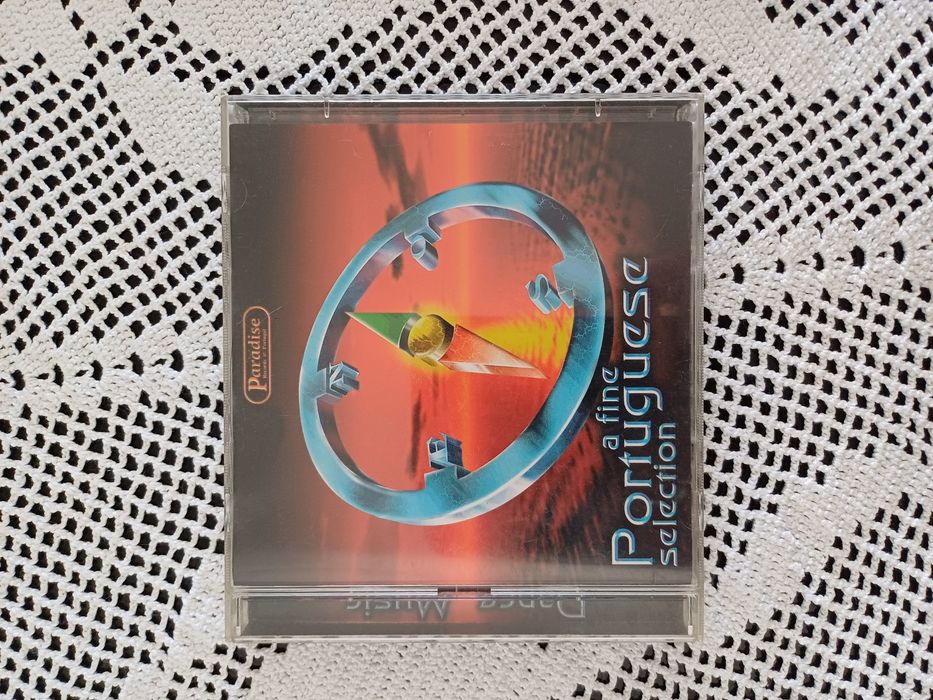 Paradise
a fine
Portuguese
selection
Dance Music